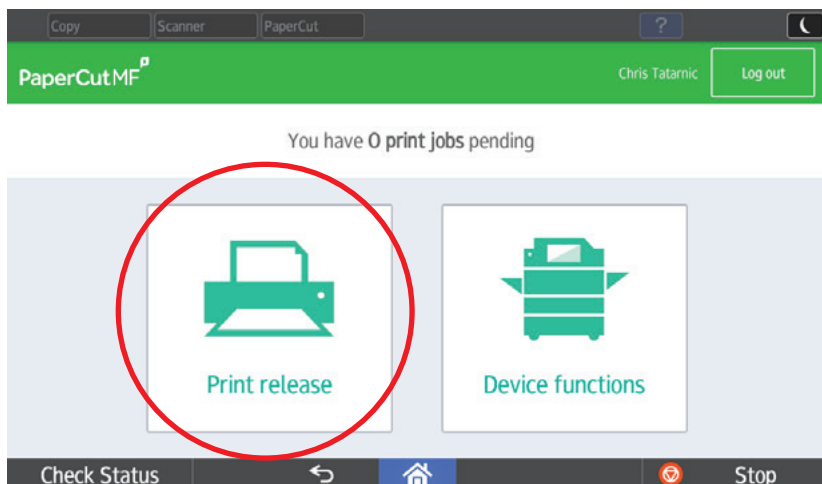 Copy Scanner PaperCut ?
PaperCutMF
Chris Tatarnic Log out
You have 0 print jobs pending
Print release Device functions
Check Status Stop